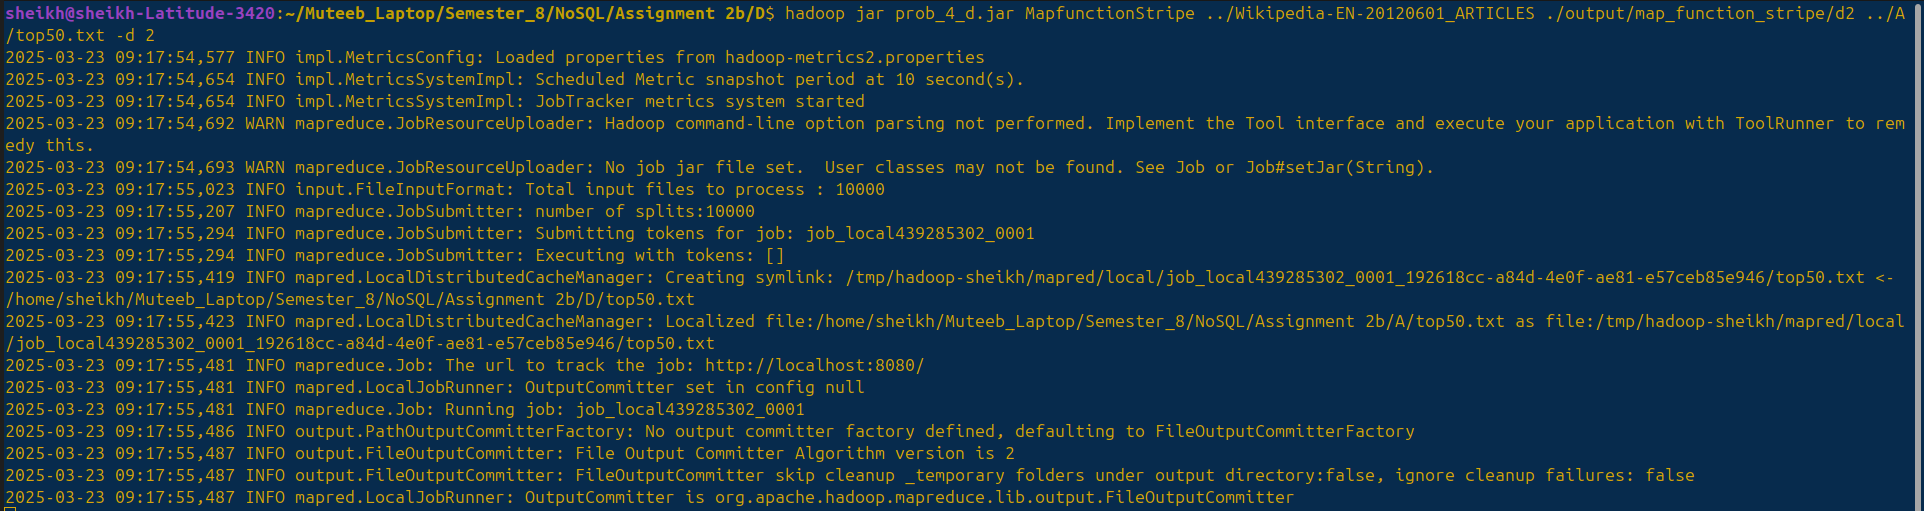 sheikh@sheikh-Latitude-3420:~/Muteeb_Laptop/Semester_8/NoSQL/Assignment 2b/D$ hadoop jar prob_4_d.jar MapfunctionStripe ../Wikipedia-EN-20120601_ARTICLES ./output/map_function_stripe/d2 ../A
/top50.txt -d 2
2025-03-23 09:17:54,577 INFO impl.MetricsConfig: Loaded properties from hadoop-metrics2.properties
2025-03-23 09:17:54,654 INFO impl.MetricsSystemImpl: Scheduled Metric snapshot period at 10 second(s).
2025-03-23 09:17:54,654 INFO impl.MetricsSystemImpl: JobTracker metrics system started
2025-03-23 09:17:54,692 WARN mapreduce.JobResourceUploader: Hadoop command-line option parsing not performed. Implement the Tool interface and execute your application with ToolRunner to rem
edy this.
2025-03-23 09:17:54,693 WARN mapreduce.JobResourceUploader: No job jar file set.  User classes may not be found. See Job or Job#setJar(String).
2025-03-23 09:17:55,023 INFO input.FileInputFormat: Total input files to process : 10000
2025-03-23 09:17:55,207 INFO mapreduce.JobSubmitter: number of splits:10000
2025-03-23 09:17:55,294 INFO mapreduce.JobSubmitter: Submitting tokens for job: job_local439285302_0001
2025-03-23 09:17:55,294 INFO mapreduce.JobSubmitter: Executing with tokens: []
2025-03-23 09:17:55,419 INFO mapred.LocalDistributedCacheManager: Creating symlink: /tmp/hadoop-sheikh/mapred/local/job_local439285302_0001_192618cc-a84d-4e0f-ae81-e57ceb85e946/top50.txt <-
/home/sheikh/Muteeb_Laptop/Semester_8/NoSQL/Assignment 2b/D/top50.txt
2025-03-23 09:17:55,423 INFO mapred.LocalDistributedCacheManager: Localized file:/home/sheikh/Muteeb_Laptop/Semester_8/NoSQL/Assignment 2b/A/top50.txt as file:/tmp/hadoop-sheikh/mapred/local
/job_local439285302_0001_192618cc-a84d-4e0f-ae81-e57ceb85e946/top50.txt
2025-03-23 09:17:55,481 INFO mapreduce.Job: The url to track the job: http://localhost:8080/
2025-03-23 09:17:55,481 INFO mapred.LocalJobRunner: OutputCommitter set in config null
2025-03-23 09:17:55,481 INFO mapreduce.Job: Running job: job_local439285302_0001
2025-03-23 09:17:55,486 INFO output.PathOutputCommitterFactory: No output committer factory defined, defaulting to FileOutputCommitterFactory
2025-03-23 09:17:55,487 INFO output.FileOutputCommitter: File Output Committer Algorithm version is 2
2025-03-23 09:17:55,487 INFO output.FileOutputCommitter: FileOutputCommitter skip cleanup _temporary folders under output directory:false, ignore cleanup failures: false
2025-03-23 09:17:55,487 INFO mapred.LocalJobRunner: OutputCommitter is org.apache.hadoop.mapreduce.lib.output.FileOutputCommitter